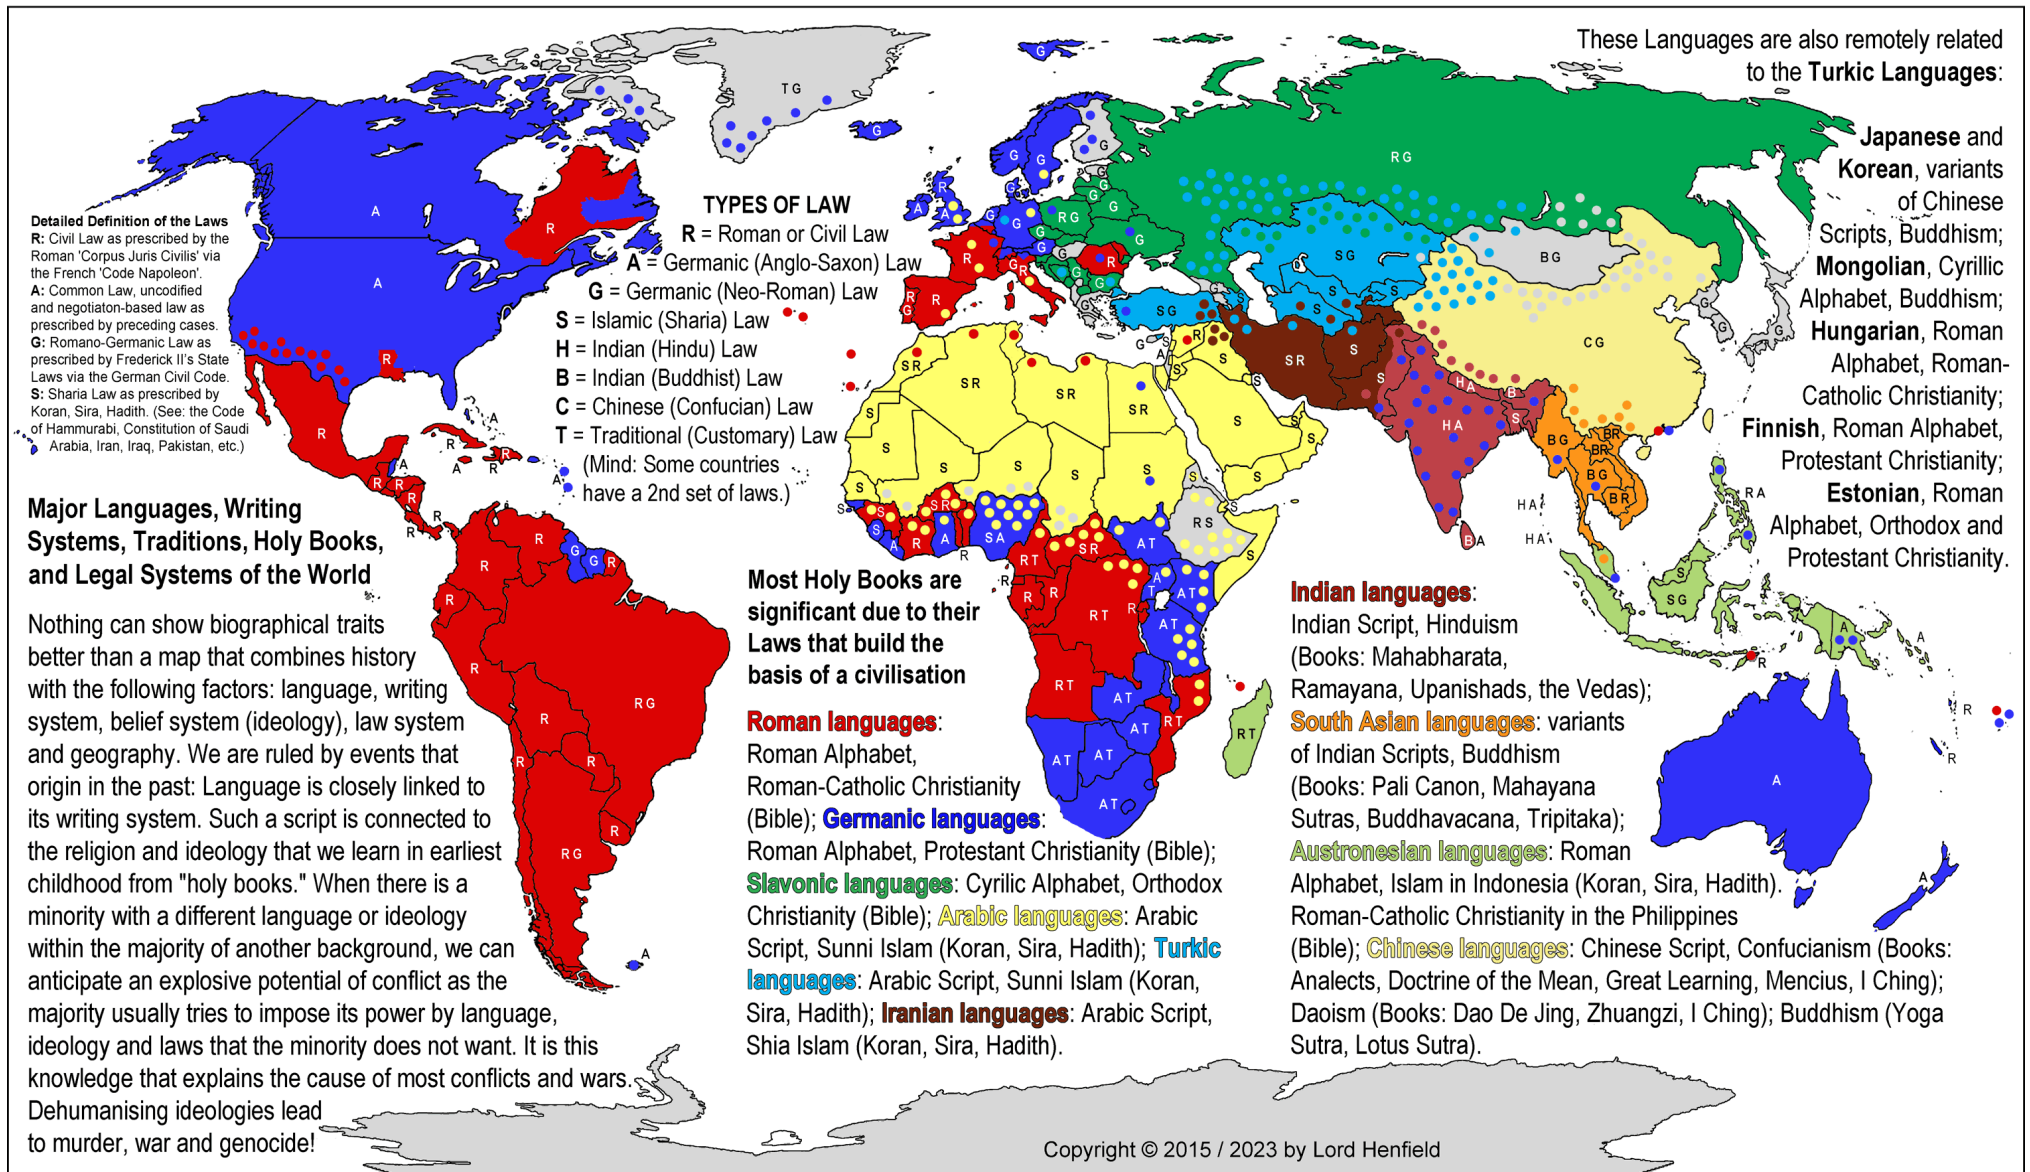 These Languages are also remotely related
to the Turkic Languages:
Japanese and
Korean, variants
of Chinese
Scripts, Buddhism;
Mongolian, Cyrillic
Alphabet, Buddhism;
Hungarian, Roman
Alphabet, Roman-
Catholic Christianity;
Finnish, Roman Alphabet,
Protestant Christianity;
Estonian, Roman
Alphabet, Orthodox and
Protestant Christianity.
TYPES OF LAW
R = Roman or Civil Law
A = Germanic (Anglo-Saxon) Law
G = Germanic (Neo-Roman) Law
S = Islamic (Sharia) Law
H = Indian (Hindu) Law
B = Indian (Buddhist) Law
C = Chinese (Confucian) Law
T = Traditional (Customary) Law
(Mind: Some countries
have a 2nd set of laws.)
Detailed Definition of the Laws
R: Civil Law as prescribed by the
Roman 'Corpus Juris Civilis' via
the French 'Code Napoleon'.
A: Common Law, uncodified
and negotiaton-based law as
prescribed by preceding cases.
G: Romano-Germanic Law as
prescribed by Frederick II's State
Laws via the German Civil Code.
S: Sharia Law as prescribed by
Koran, Sira, Hadith. (See: the Code
of Hammurabi, Constitution of Saudi
Arabia, Iran, Iraq, Pakistan, etc.)
Major Languages, Writing
Systems, Traditions, Holy Books,
and Legal Systems of the World
Nothing can show biographical traits
better than a map that combines history
with the following factors: language, writing
system, belief system (ideology), law system
and geography. We are ruled by events that
origin in the past: Language is closely linked to
its writing system. Such a script is connected to
the religion and ideology that we learn in earliest
childhood from "holy books." When there is a
minority with a different language or ideology
within the majority of another background, we can
anticipate an explosive potential of conflict as the
majority usually tries to impose its power by language,
ideology and laws that the minority does not want. It is this
knowledge that explains the cause of most conflicts and wars.
Dehumanising ideologies lead
to murder, war and genocide!
Most Holy Books are
significant due to their
Laws that build the
basis of a civilisation
Roman languages:
Roman Alphabet,
Roman-Catholic Christianity
(Bible); Germanic languages:
Roman Alphabet, Protestant Christianity (Bible);
Slavonic languages: Cyrilic Alphabet, Orthodox
Christianity (Bible); Arabic languages: Arabic
Script, Sunni Islam (Koran, Sira, Hadith); Turkic
languages: Arabic Script, Sunni Islam (Koran,
Sira, Hadith); Iranian languages: Arabic Script,
Shia Islam (Koran, Sira, Hadith).
Indian languages:
Indian Script, Hinduism
(Books: Mahabharata,
Ramayana, Upanishads, the Vedas);
South Asian languages: variants
of Indian Scripts, Buddhism
(Books: Pali Canon, Mahayana
Sutras, Buddhavacana, Tripitaka);
Austronesian languages: Roman
Alphabet, Islam in Indonesia (Koran, Sira, Hadith).
Roman-Catholic Christianity in the Philippines
(Bible); Chinese languages: Chinese Script, Confucianism (Books:
Analects, Doctrine of the Mean, Great Learning, Mencius, I Ching);
Daoism (Books: Dao De Jing, Zhuangzi, I Ching); Buddhism (Yoga
Sutra, Lotus Sutra).
Copyright © 2015 / 2023 by Lord Henfield